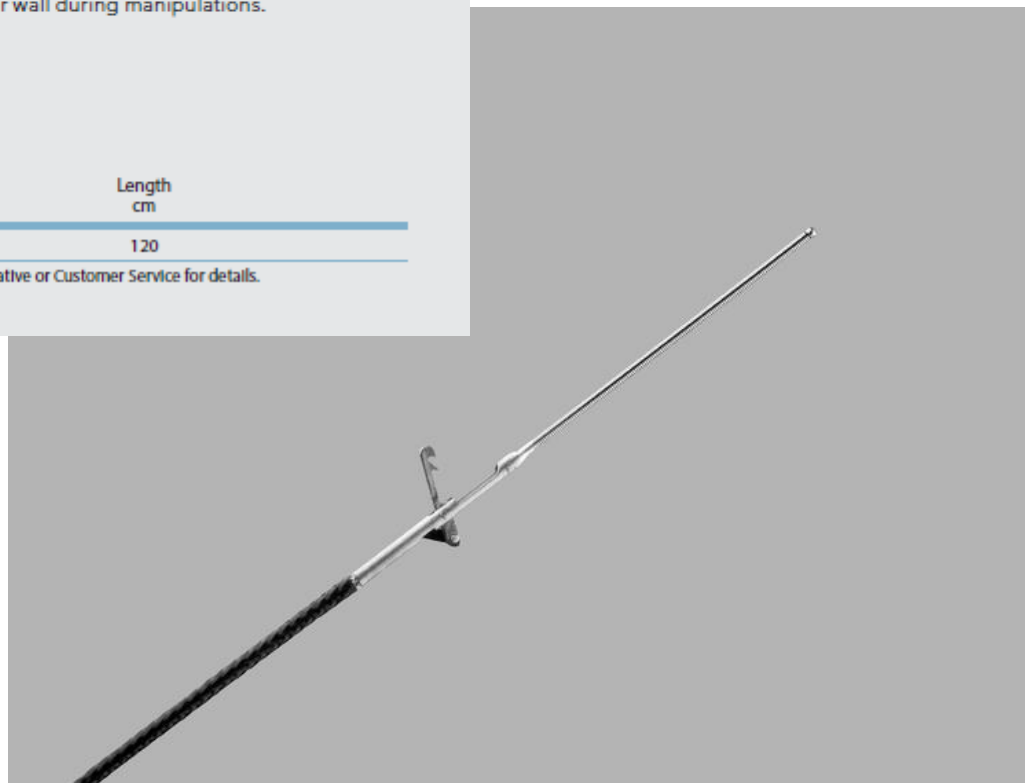 r wall during manipulations.
Length
cm
120
ative or Customer Service for details.